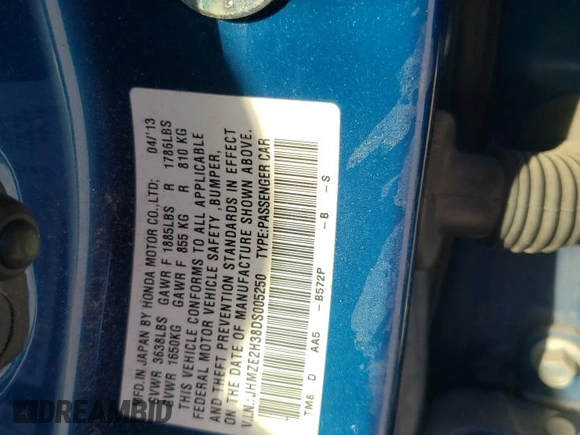 MFD.IN JAPAN BY HONDA MOTOR CO.,LTD; 04/'13
GVWR 3638LBS GAWR F 1885LBS R 1786LBS
GVWR 1650KG GAWR F 855 KG R 810 KG
THIS VEHICLE CONFORMS TO ALL APPLICABLE
FEDERAL MOTOR VEHICLE SAFETY ,BUMPER,
AND THEFT PREVENTION STANDARDS IN EFFECT
ON THE DATE OF MANUFACTURE SHOWN ABOVE.
V.I.N.:JHMZE2H38DS005250 TYPE:PASSENGER CAR
TM8 D AA5 -B572P -B -S
DREAMBID